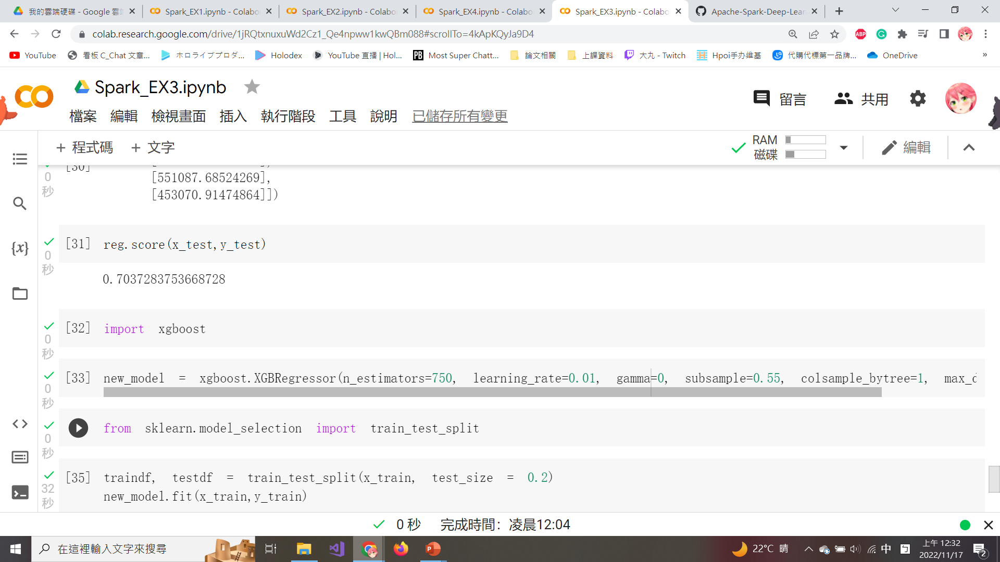 我的雲端硬碟 - Google 雲端
Spark_EX1.ipynb - Colabo
Spark_EX2.ipynb - Colabo
Spark_EX4.ipynb - Colabo
Spark_EX3.ipynb - Colabo
Apache-Spark-Deep-Lear
colab.research.google.com/drive/1jRQtxnuxuWd2Cz1_Qe4npww1kwQBm088#scrollTo=4kApKQyJa9D4
ABP
YouTube
看板 C_Chat 文章...
ホロライブプロダ...
Holodex
YouTube 直播 | Hol...
PB Most Super Chatt...
論文相關
上課資料
大丸 - Twitch
Hpoi手办维基
代購代標第一品牌...
OneDrive
»
Spark_EX3.ipynb
留言
共用
檔案 編輯 檢視畫面 插入 執行階段 工具 說明 已儲存所有變更
+ 程式碼 + 文字
RAM
磁碟
編輯
[30]
0
秒
[551087.68524269],
[453070.91474864]])
[31] reg.score(x_test,y_test)
0
秒
0.7037283753668728
[32] import xgboost
0
秒
{x}
[33] new_model = xgboost.XGBRegressor(n_estimators=750, learning_rate=0.01, gamma=0, subsample=0.55, colsample_bytree=1, max_d
0
秒
from sklearn.model_selection import train_test_split
0
秒
[35] traindf, testdf = train_test_split(x_train, test_size = 0.2)
new_model.fit(x_train,y_train)
32
秒
0 秒 完成時間：凌晨12:04
在這裡輸入文字來搜尋
22°C 晴
中
上午 12:32
2022/11/17
2